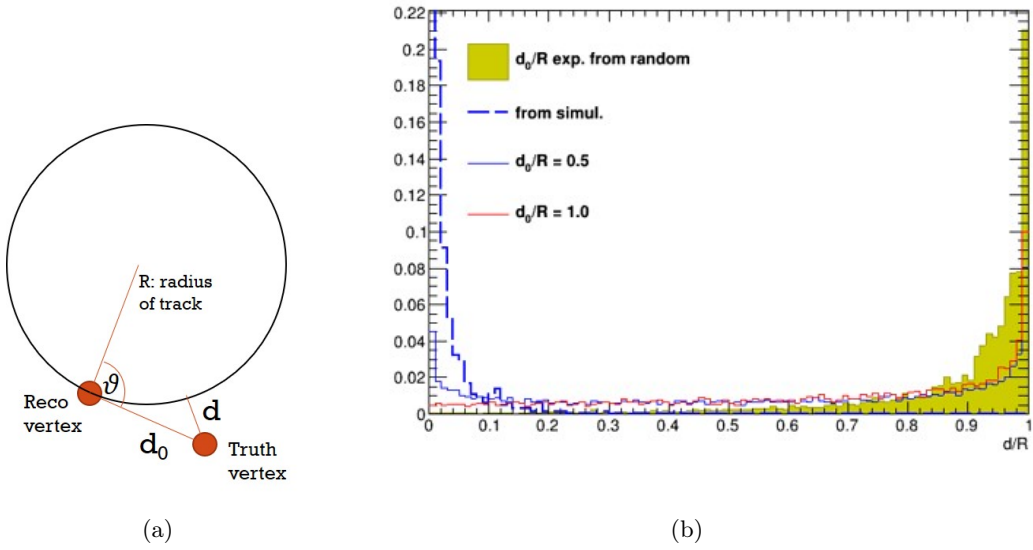 R: radius
of track
ϑ
Reco
vertex
d
d₀
Truth
vertex
(a)
0.22
0.2
0.18
0.16
0.14
0.12
0.1
0.08
0.06
0.04
0.02
0
d₀/R exp. from random
from simul.
d₀/R = 0.5
d₀/R = 1.0
0 0.1 0.2 0.3 0.4 0.5 0.6 0.7 0.8 0.9 1
d/R
(b)